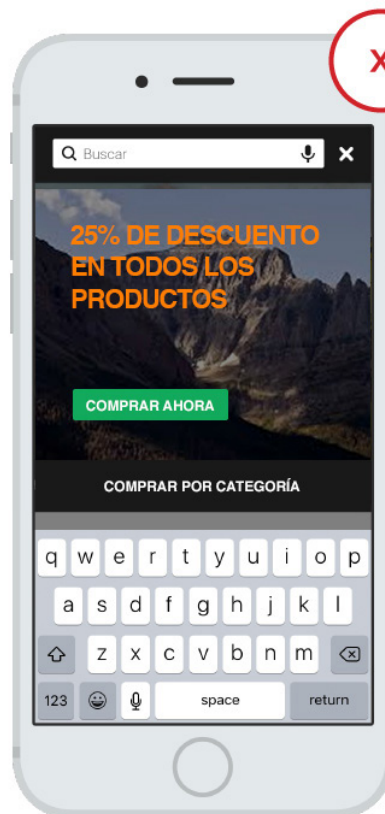 X
Buscar
25% DE DESCUENTO
EN TODOS LOS
PRODUCTOS
COMPRAR AHORA
COMPRAR POR CATEGORÍA
q w e r t y u i o p
a s d f g h j k l
z x c v b n m
123 space return